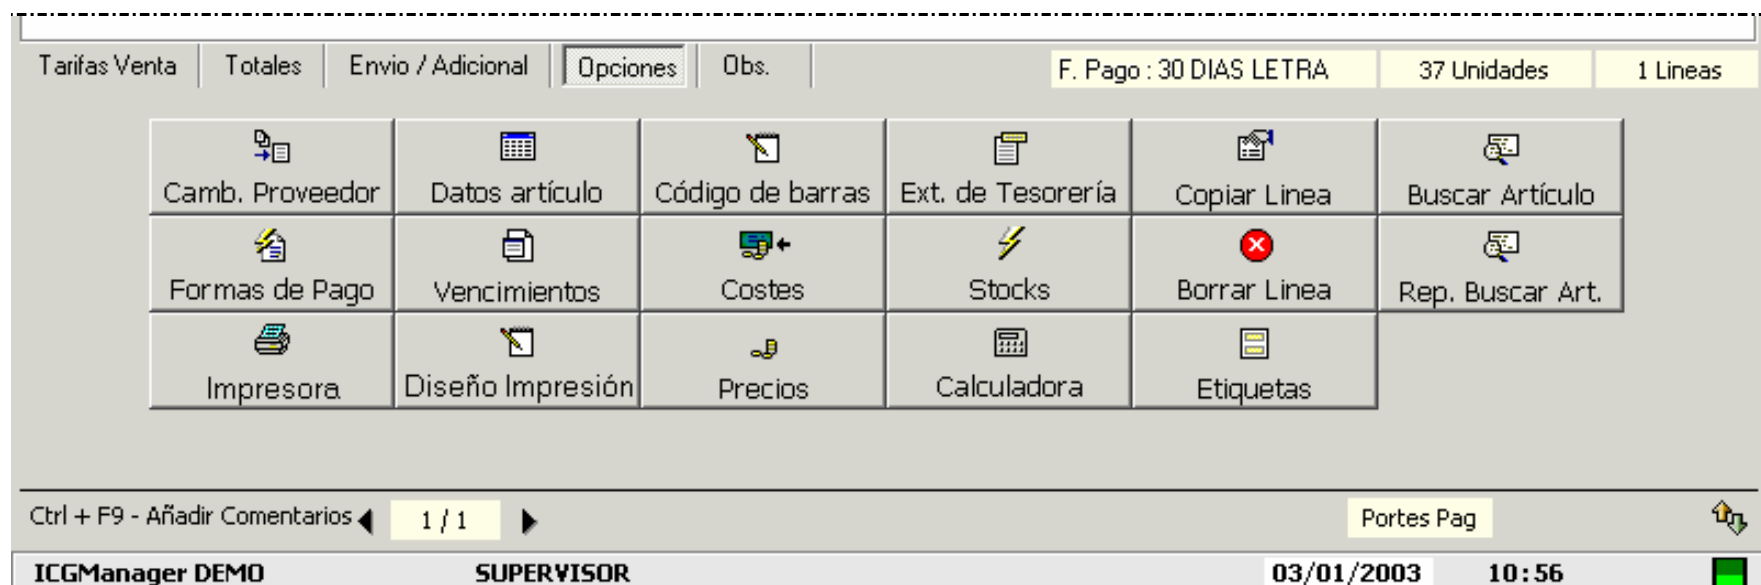 Tarifas Venta Totales Envio / Adicional Opciones Obs. F. Pago : 30 DIAS LETRA 37 Unidades 1 Lineas
Camb. Proveedor Datos artículo Código de barras Ext. de Tesorería Copiar Linea Buscar Artículo
Formas de Pago Vencimientos Costes Stocks Borrar Linea Rep. Buscar Art.
Impresora Diseño Impresión Precios Calculadora Etiquetas
Ctrl + F9 - Añadir Comentarios 1 / 1 Portes Pag
ICGManager DEMO SUPERVISOR 03/01/2003 10:56